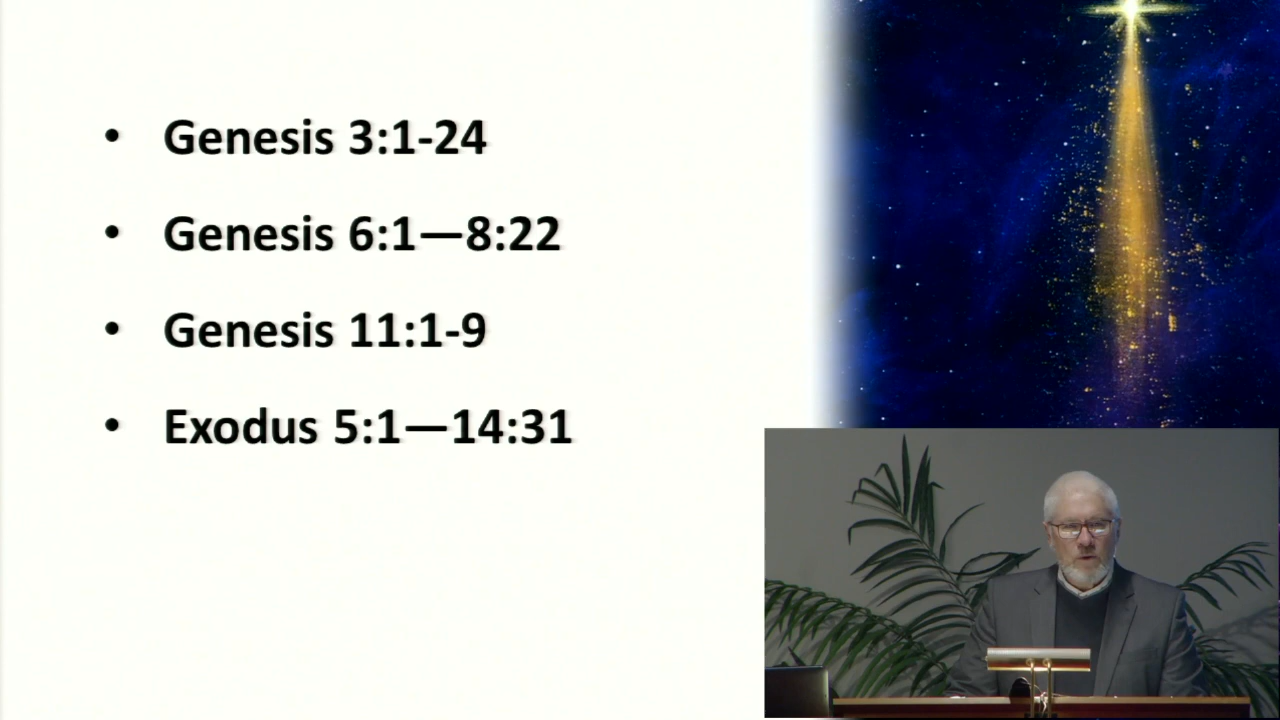 • Genesis 3:1-24
• Genesis 6:1—8:22
• Genesis 11:1-9
• Exodus 5:1—14:31